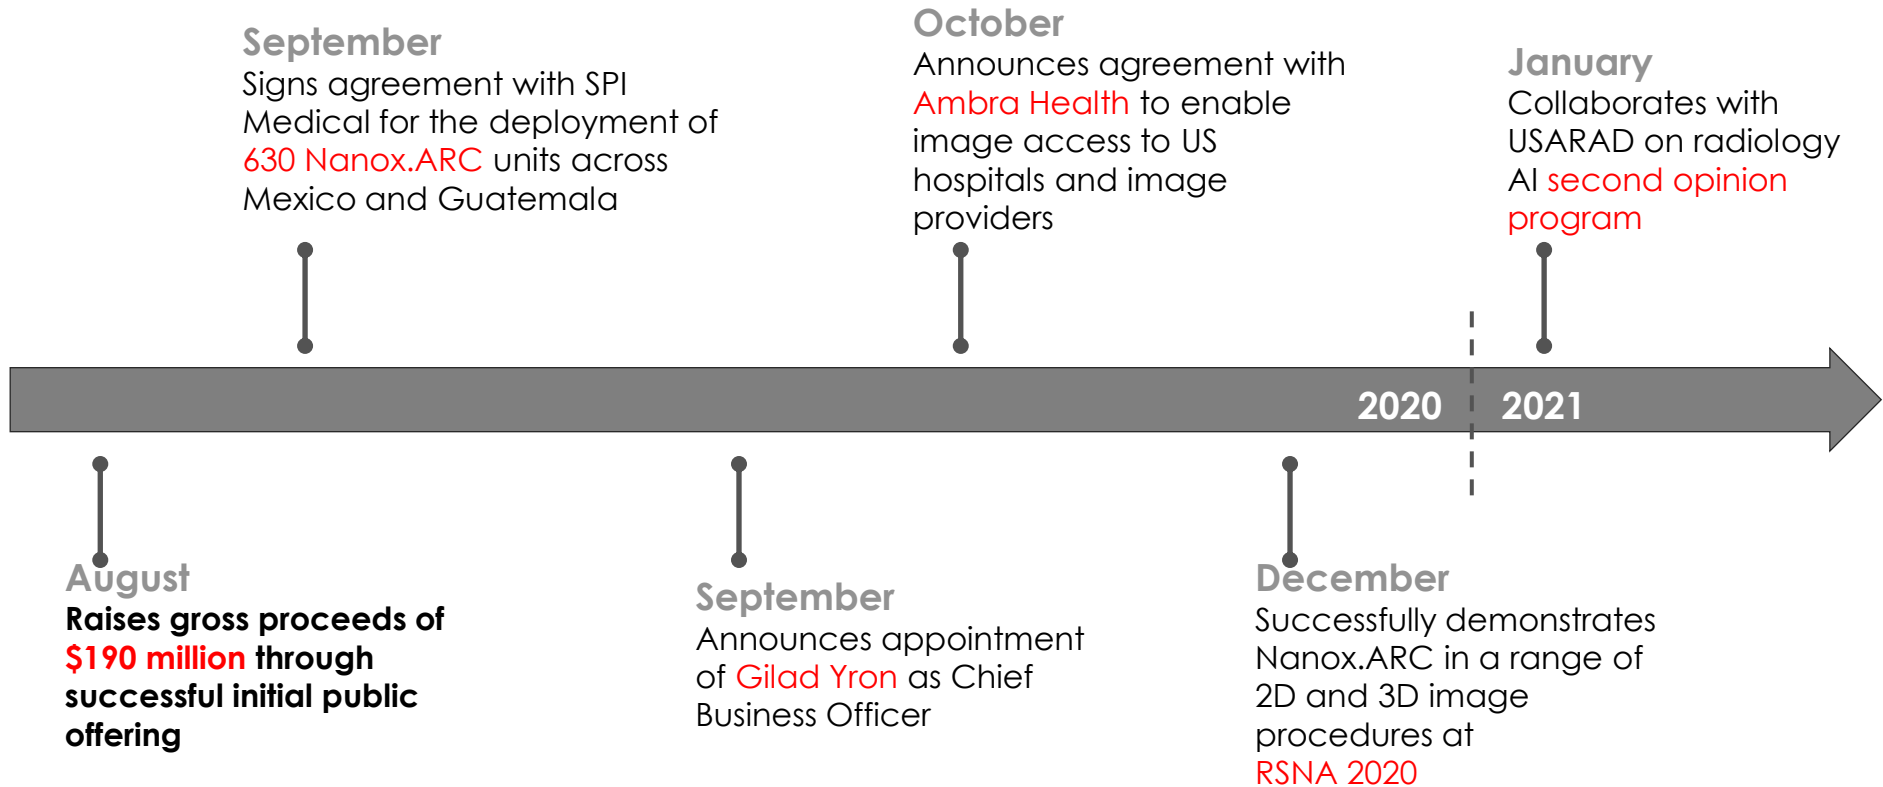 September
Signs agreement with SPI
Medical for the deployment of
630 Nanox.ARC units across
Mexico and Guatemala
October
Announces agreement with
Ambra Health to enable
image access to US
hospitals and image
providers
January
Collaborates with
USARAD on radiology
AI second opinion
program
2020
2021
August
Raises gross proceeds of
$190 million through
successful initial public
offering
September
Announces appointment
of Gilad Yron as Chief
Business Officer
December
Successfully demonstrates
Nanox.ARC in a range of
2D and 3D image
procedures at
RSNA 2020